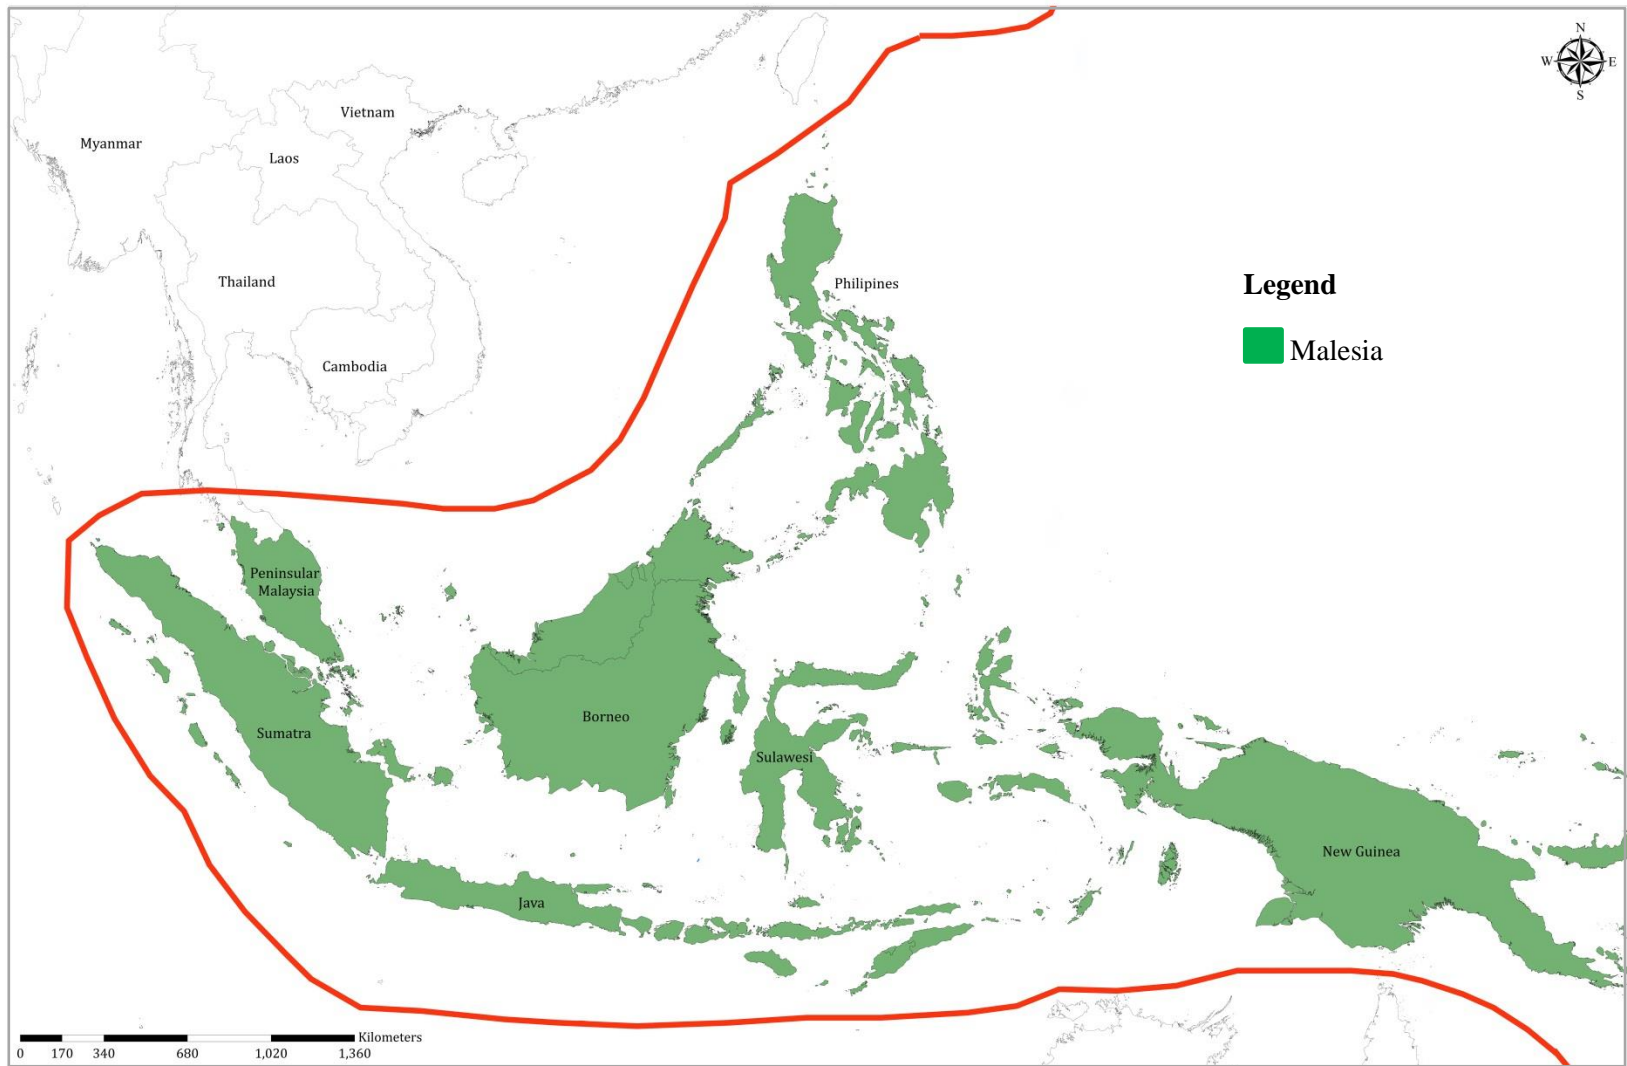 N
W E
S
Vietnam
Myanmar
Laos
Thailand
Philipines
Legend
Malesia
Cambodia
Peninsular
Malaysia
Borneo
Sumatra
Sulawesi
New Guinea
Java
Kilometers
0 170 340 680 1,020 1,360